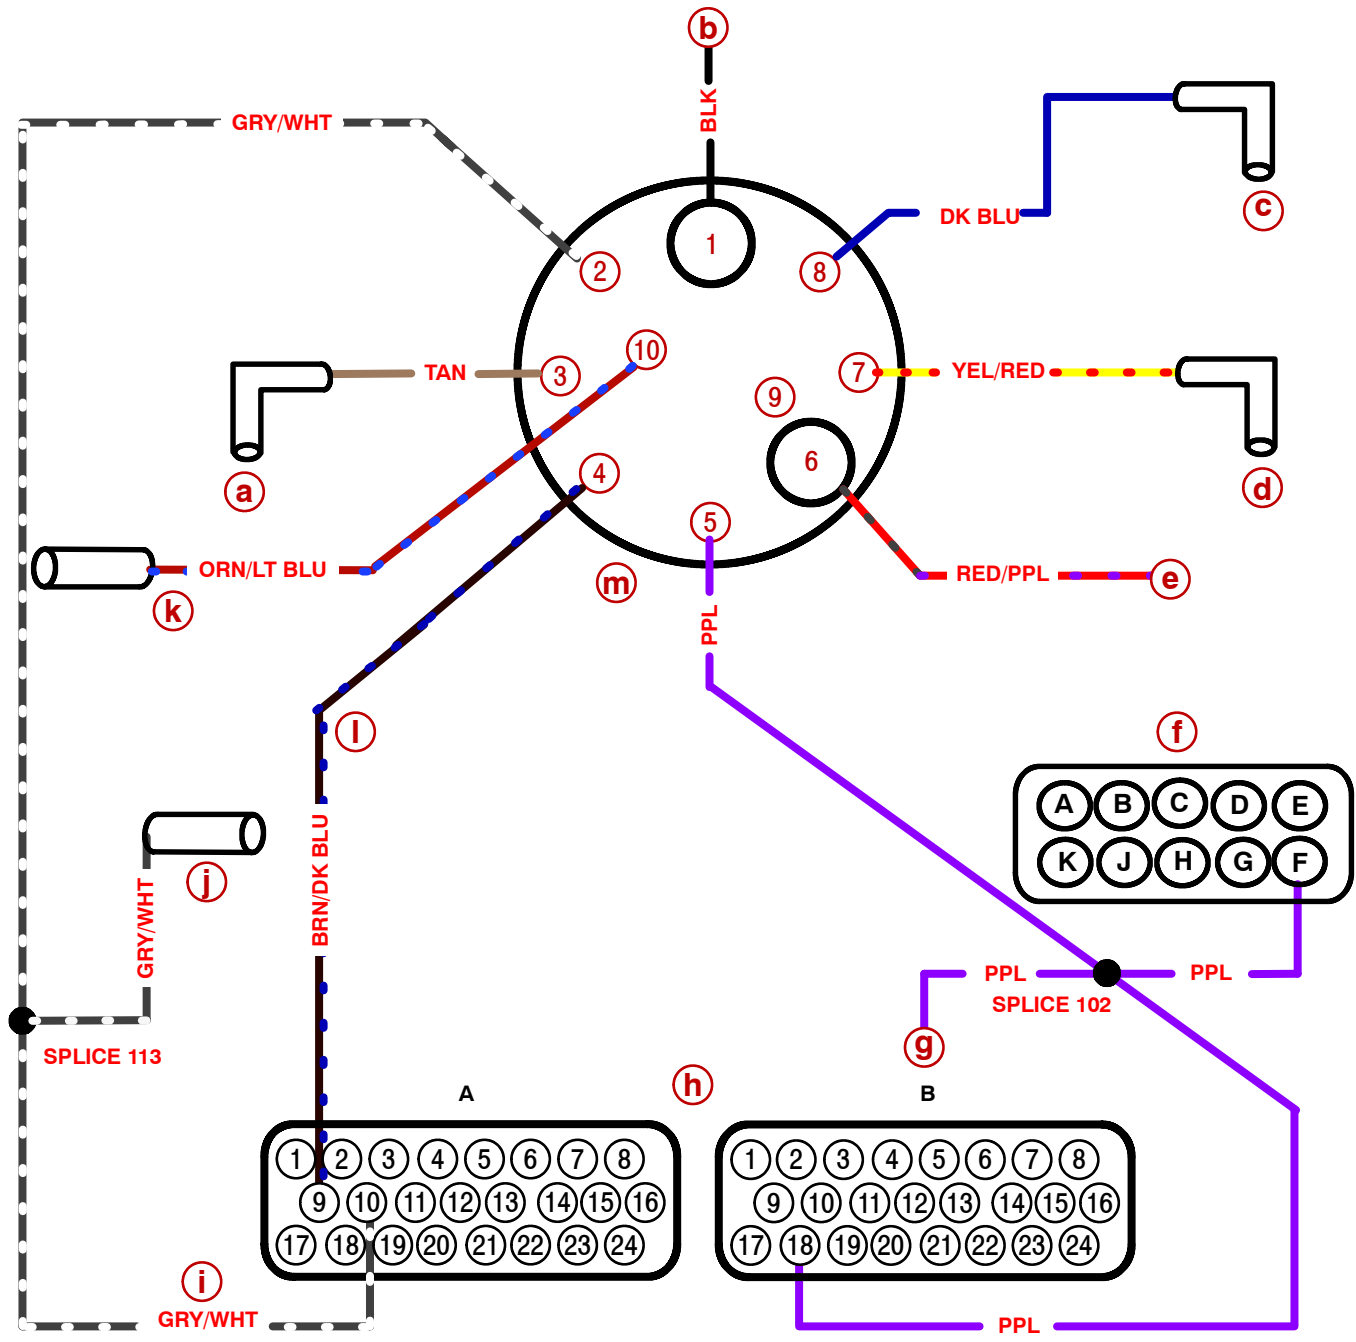 b
BLK
GRY/WHT
c
DK BLU
1
2
8
10
TAN
3
7
YEL/RED
9
a
4
6
d
5
ORN/LT BLU
m
RED/PPL
e
k
PPL
l
f
A B C D E
K J H G F
j
GRY/WHT
BRN/DK BLU
PPL
PPL
SPLICE 102
SPLICE 113
g
h
A
B
1 2 3 4 5 6 7 8
9 10 11 12 13 14 15 16
17 18 19 20 21 22 23 24
1 2 3 4 5 6 7 8
9 10 11 12 13 14 15 16
17 18 19 20 21 22 23 24
i
GRY/WHT
PPL